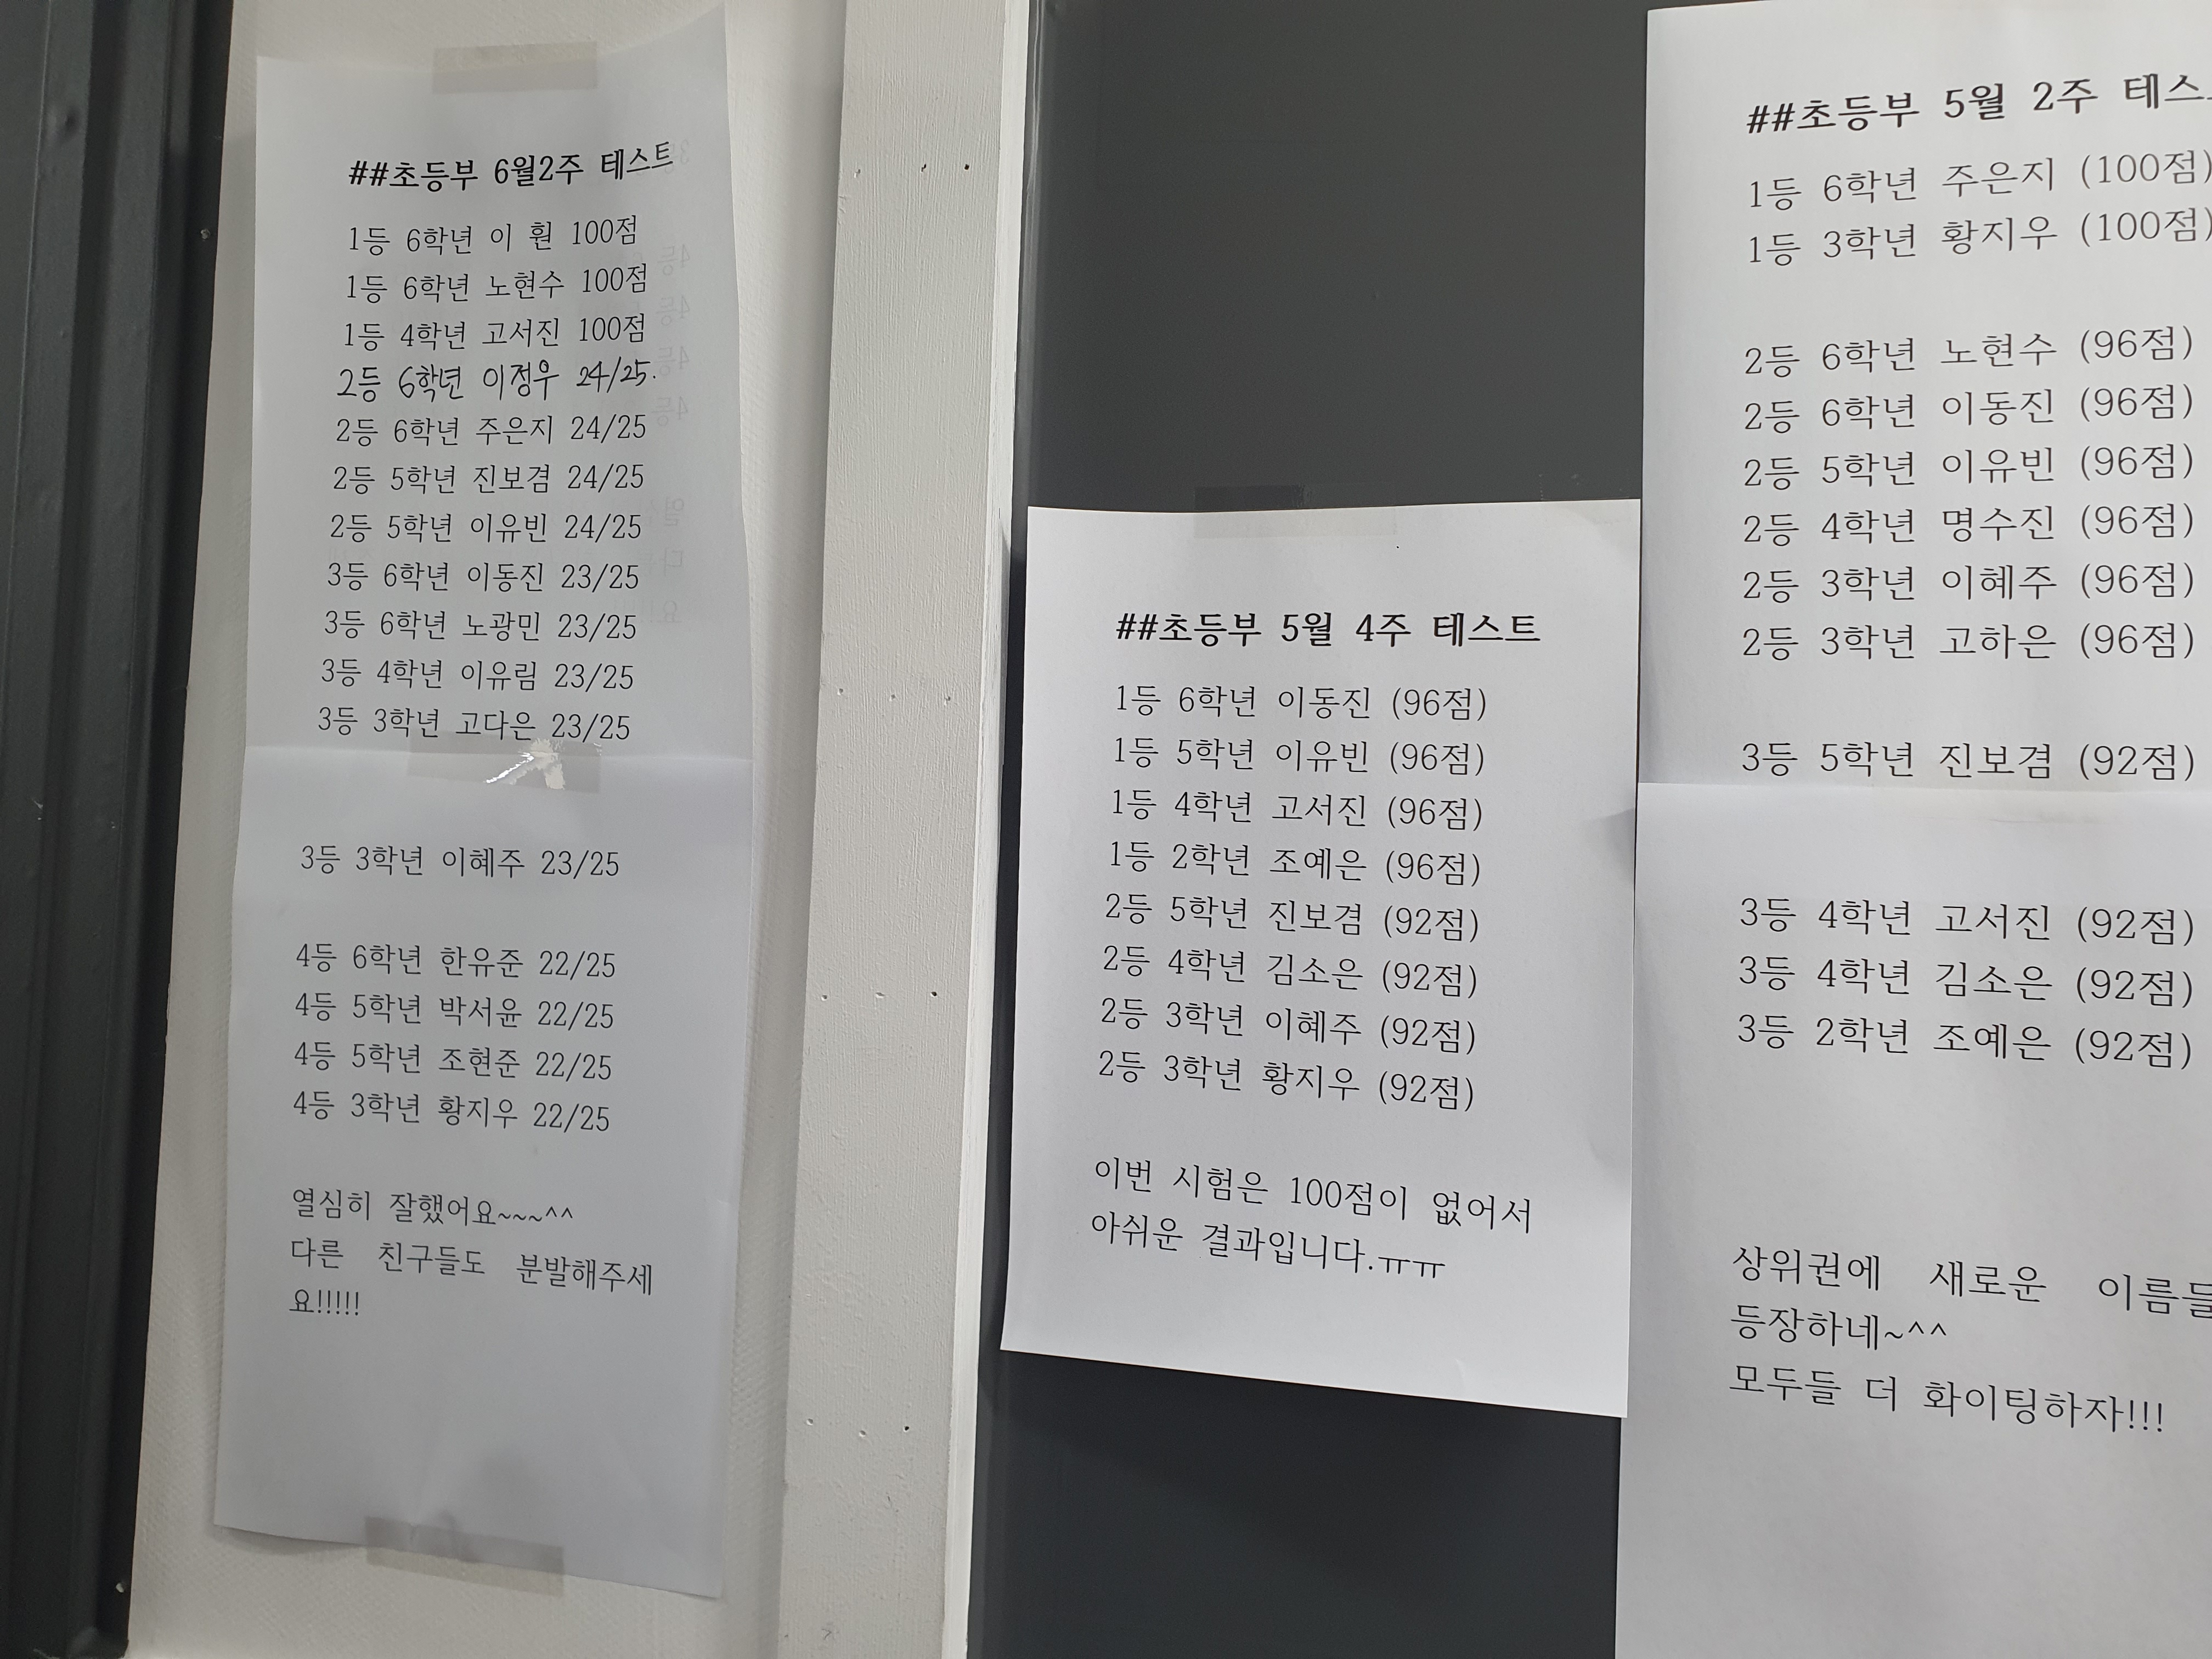 ##초등부 6월2주 테스트
1등 6학년 이 훤 100점
1등 6학년 노현수 100점
1등 4학년 고서진 100점
2등 6학년 이정우 24/25.
2등 6학년 주은지 24/25
2등 5학년 진보겸 24/25
2등 5학년 이유빈 24/25
3등 6학년 이동진 23/25
3등 6학년 노광민 23/25
3등 4학년 이유림 23/25
3등 3학년 고다은 23/25
3등 3학년 이혜주 23/25
4등 6학년 한유준 22/25
4등 5학년 박서윤 22/25
4등 5학년 조현준 22/25
4등 3학년 황지우 22/25
열심히 잘했어요~~~^^
다른 친구들도 분발해주세
요!!!!!
##초등부 5월 4주 테스트
1등 6학년 이동진 (96점)
1등 5학년 이유빈 (96점)
1등 4학년 고서진 (96점)
1등 2학년 조예은 (96점)
2등 5학년 진보겸 (92점)
2등 4학년 김소은 (92점)
2등 3학년 이혜주 (92점)
2등 3학년 황지우 (92점)
이번 시험은 100점이 없어서
아쉬운 결과입니다.ㅠㅠ
##초등부 5월 2주 테스
1등 6학년 주은지 (100점)
1등 3학년 황지우 (100점)
2등 6학년 노현수 (96점)
2등 6학년 이동진 (96점)
2등 5학년 이유빈 (96점)
2등 4학년 명수진 (96점)
2등 3학년 이혜주 (96점)
2등 3학년 고하은 (96점)
3등 5학년 진보겸 (92점)
3등 4학년 고서진 (92점)
3등 4학년 김소은 (92점)
3등 2학년 조예은 (92점)
상위권에 새로운 이름들
등장하네~^^
모두들 더 화이팅하자!!!